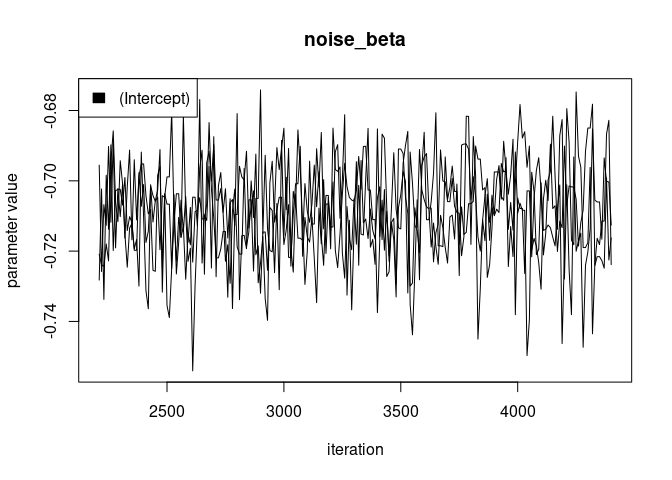 noise_beta
(Intercept)
-0.68
-0.70
-0.72
-0.74
parameter value
2500 3000 3500 4000
iteration